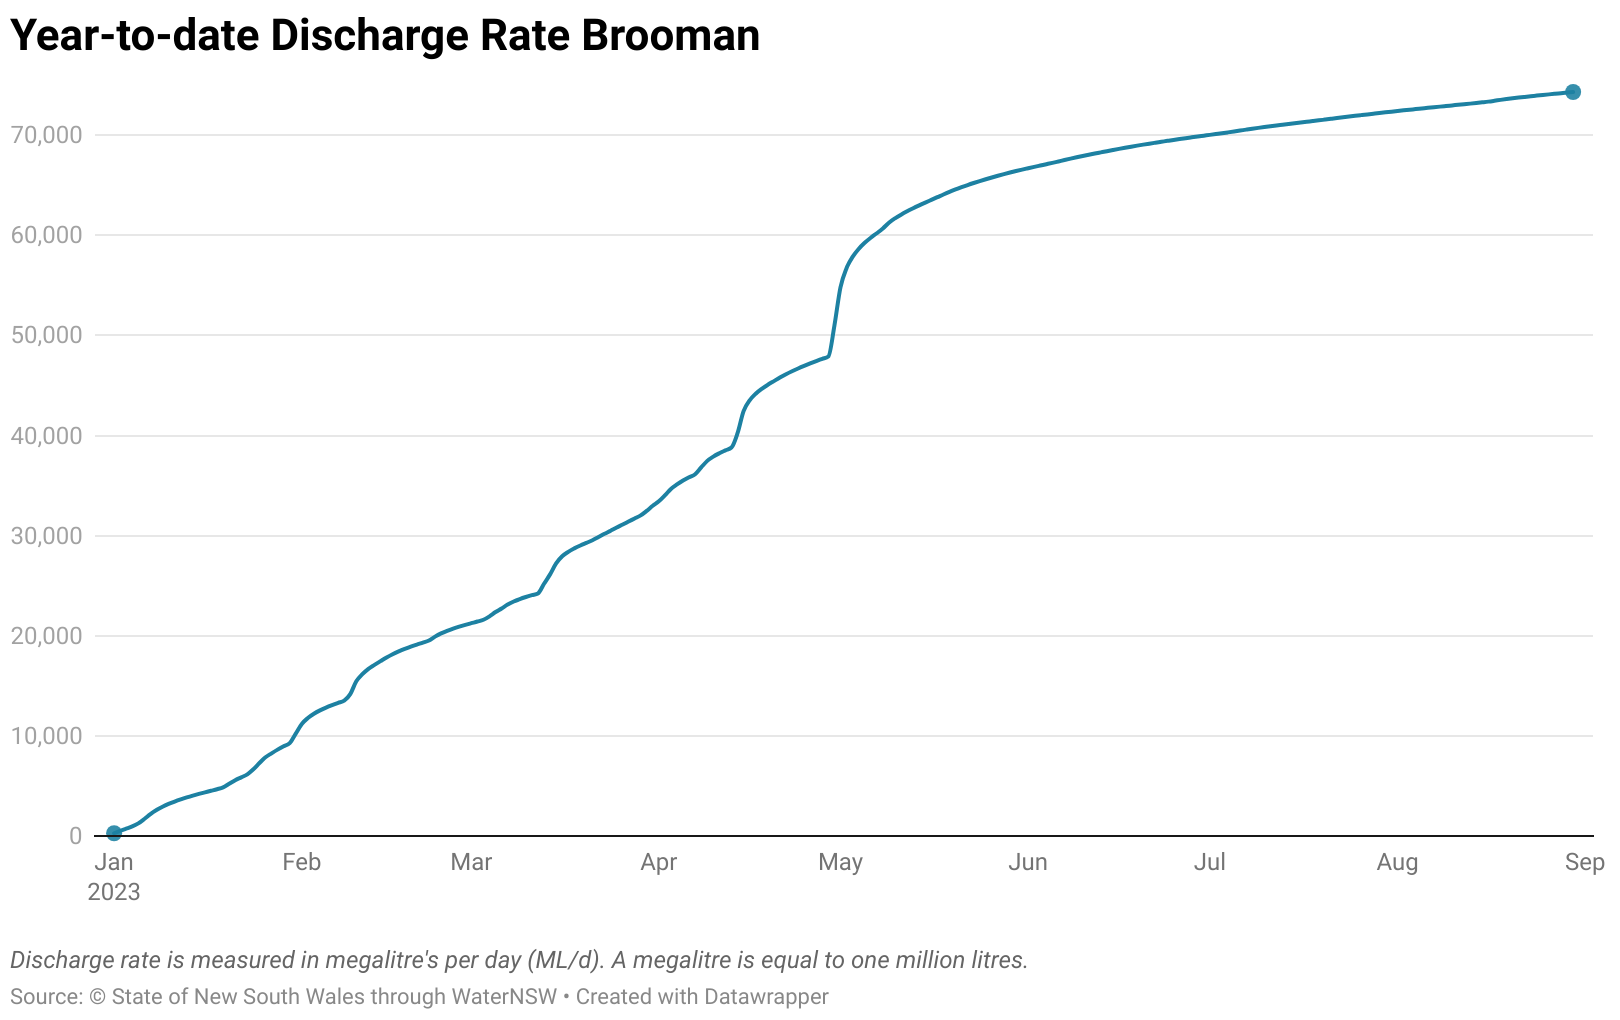 Year-to-date Discharge Rate Brooman
70,000
60,000
50,000
40,000
30,000
20,000
10,000
0
Jan Feb Mar Apr May Jun Jul Aug Sep
2023
Discharge rate is measured in megalitre's per day (ML/d). A megalitre is equal to one million litres.
Source: © State of New South Wales through WaterNSW • Created with Datawrapper